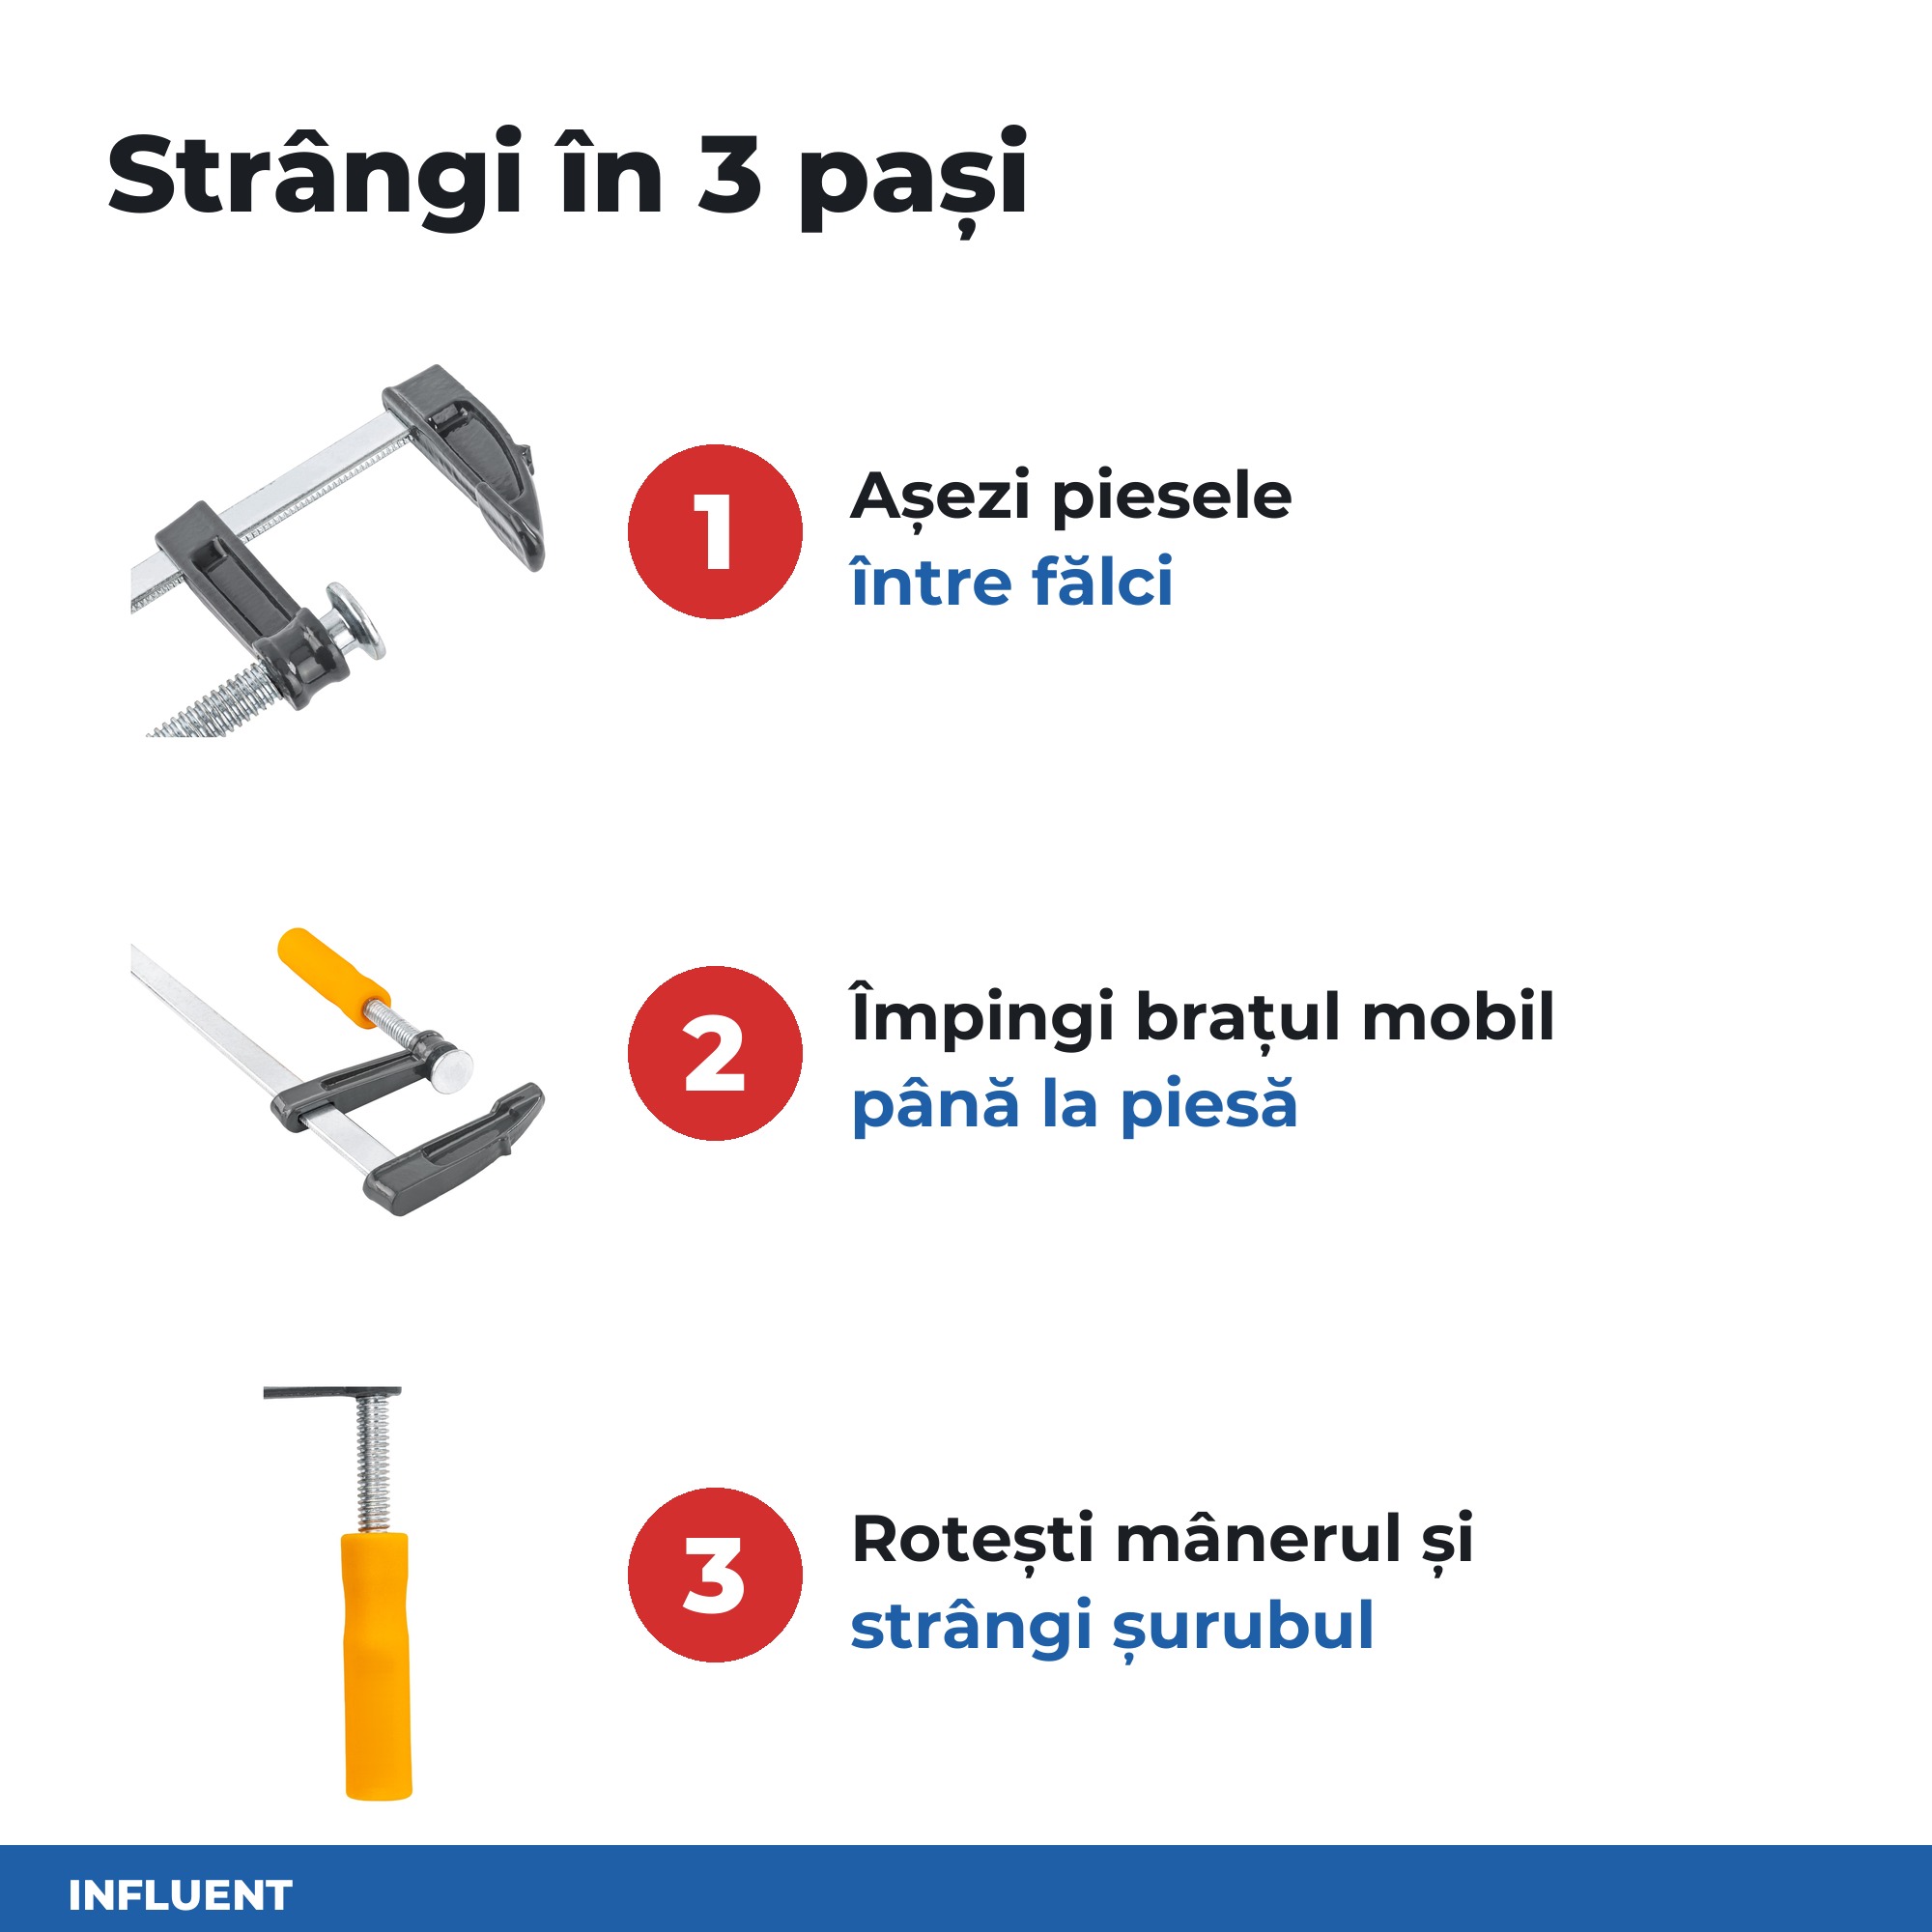 Strângi în 3 pași
1
Așezi piesele
între fălci
2
Împingi brațul mobil
până la piesă
3
Rotești mânerul și
strângi șurubul
INFLUENT